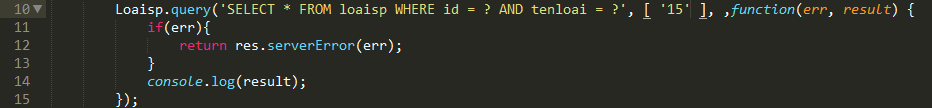 10 Loaisp.query('SELECT * FROM loaisp WHERE id = ? AND tenloai = ?', [ '15' ], ,function(err, result) {
11 if(err){
12 return res.serverError(err);
13 }
14 console.log(result);
15 });